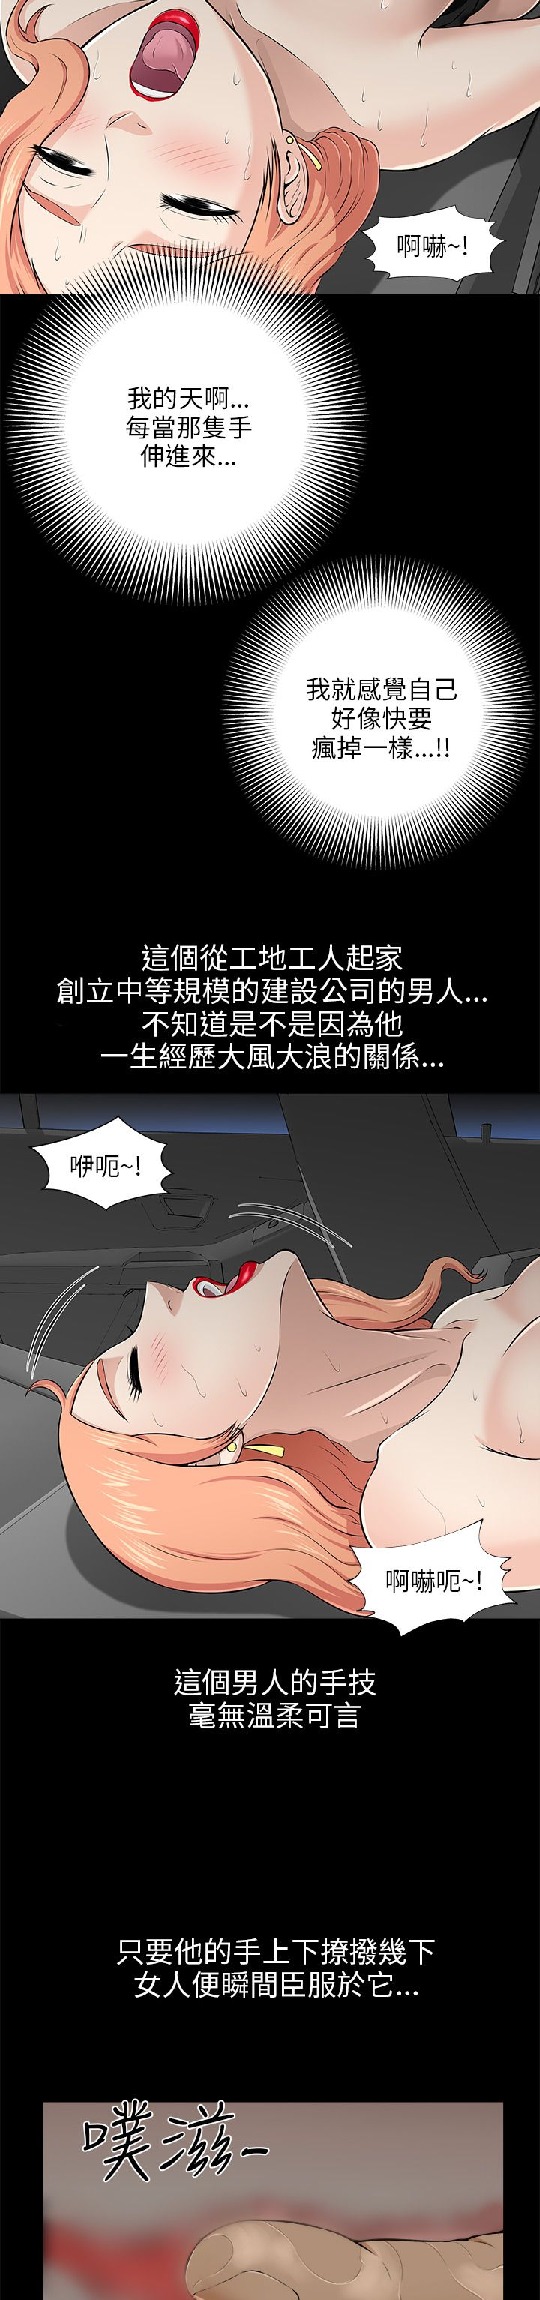 啊嚇~!
我的天啊...
每當那隻手
伸進來...
我就感覺自己
好像快要
瘋掉一樣...!!
這個從工地工人起家
創立中等規模的建設公司的男人...
不知道是不是因為他
一生經歷大風大浪的關係...
咿呃~!
啊嚇呃~!
這個男人的手技
毫無溫柔可言
只要他的手上下撩撥幾下
女人便瞬間臣服於它...
噗滋~